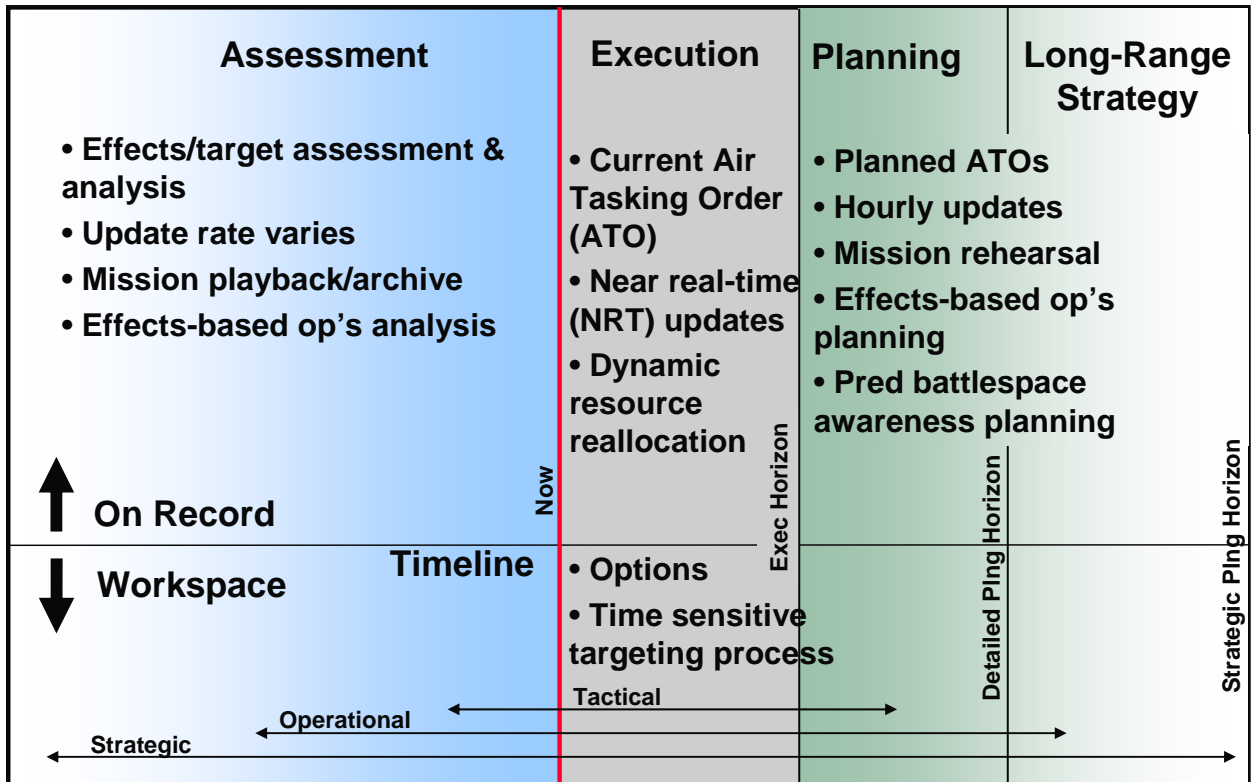 Assessment
• Effects/target assessment &
analysis
• Update rate varies
• Mission playback/archive
• Effects-based op’s analysis
Execution
• Current Air
Tasking Order
(ATO)
• Near real-time
(NRT) updates
• Dynamic
resource
reallocation
Planning
Long-Range
Strategy
• Planned ATOs
• Hourly updates
• Mission rehearsal
• Effects-based op’s
planning
• Pred battlespace
awareness planning
Now
Exec Horizon
Detailed Plng Horizon
Strategic Plng Horizon
On Record
Timeline
Workspace
• Options
• Time sensitive
targeting process
Tactical
Operational
Strategic